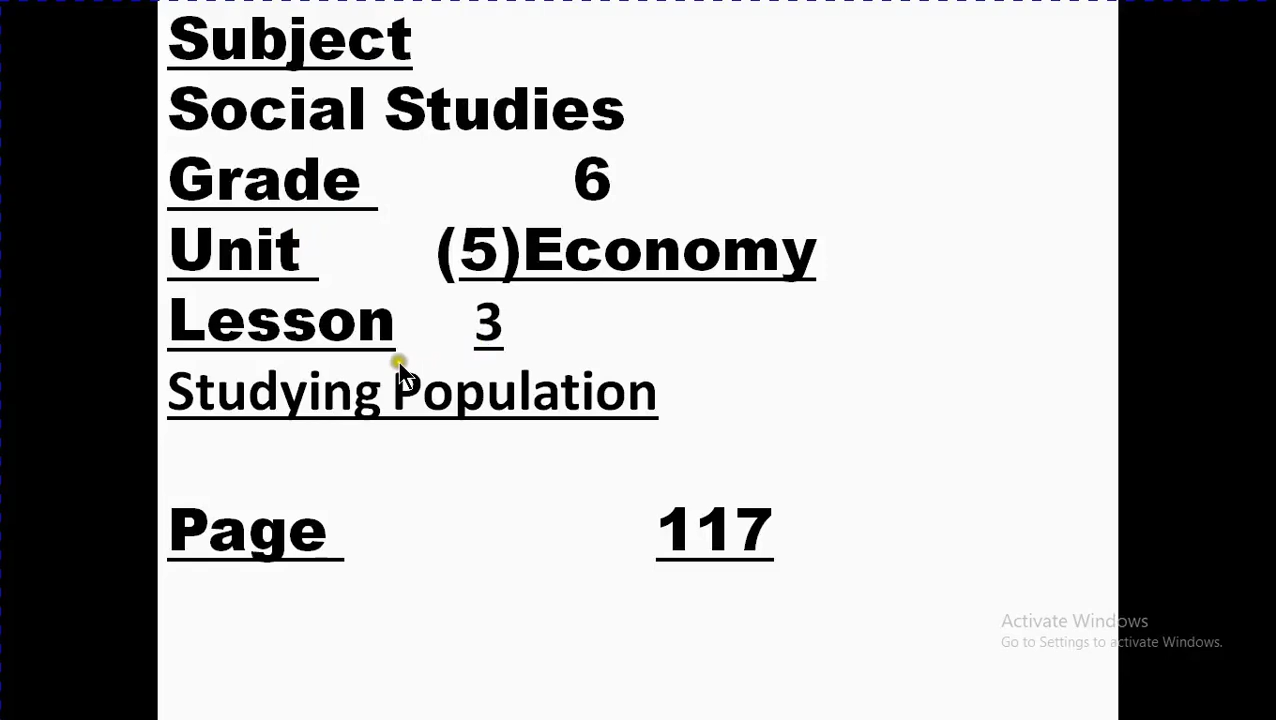 Subject
Social Studies
Grade 6
Unit (5)Economy
Lesson 3
Studying Population
Page 117
Activate Windows
Go to Settings to activate Windows.